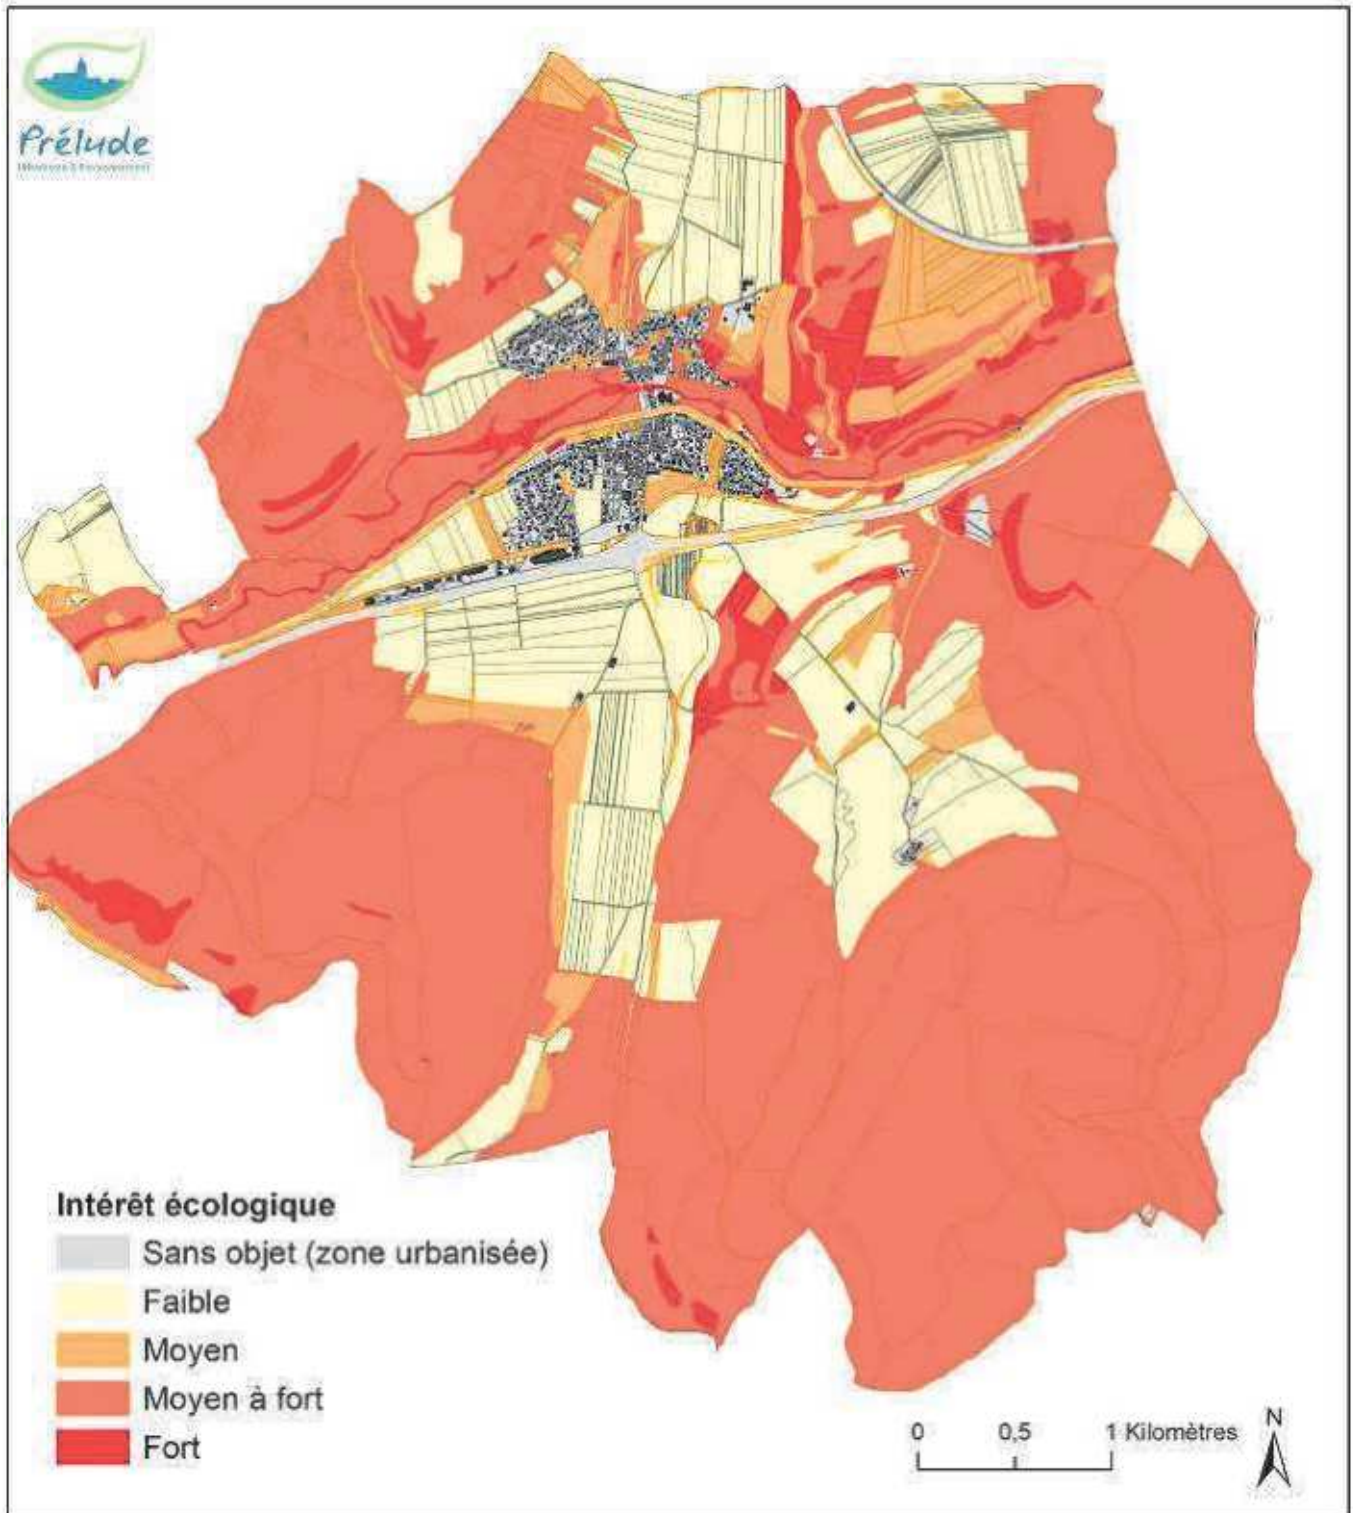 Prélude
Intérêt écologique
Sans objet (zone urbanisée)
Faible
Moyen
Moyen à fort
Fort
0 0,5 1 Kilomètres
N